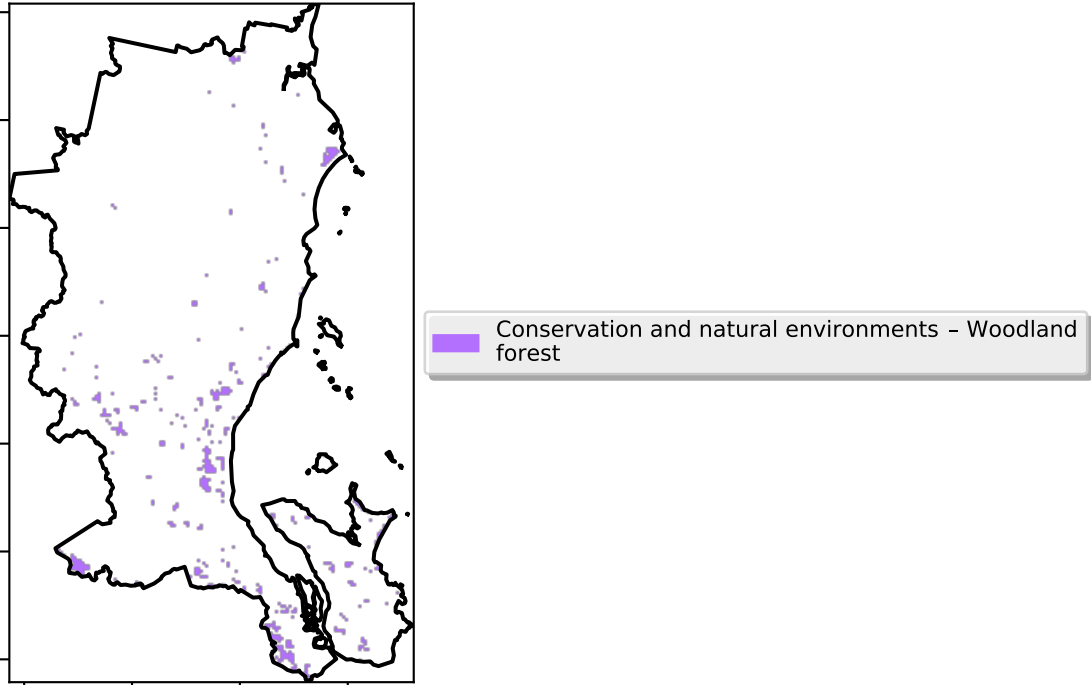 Conservation and natural environments – Woodland
forest